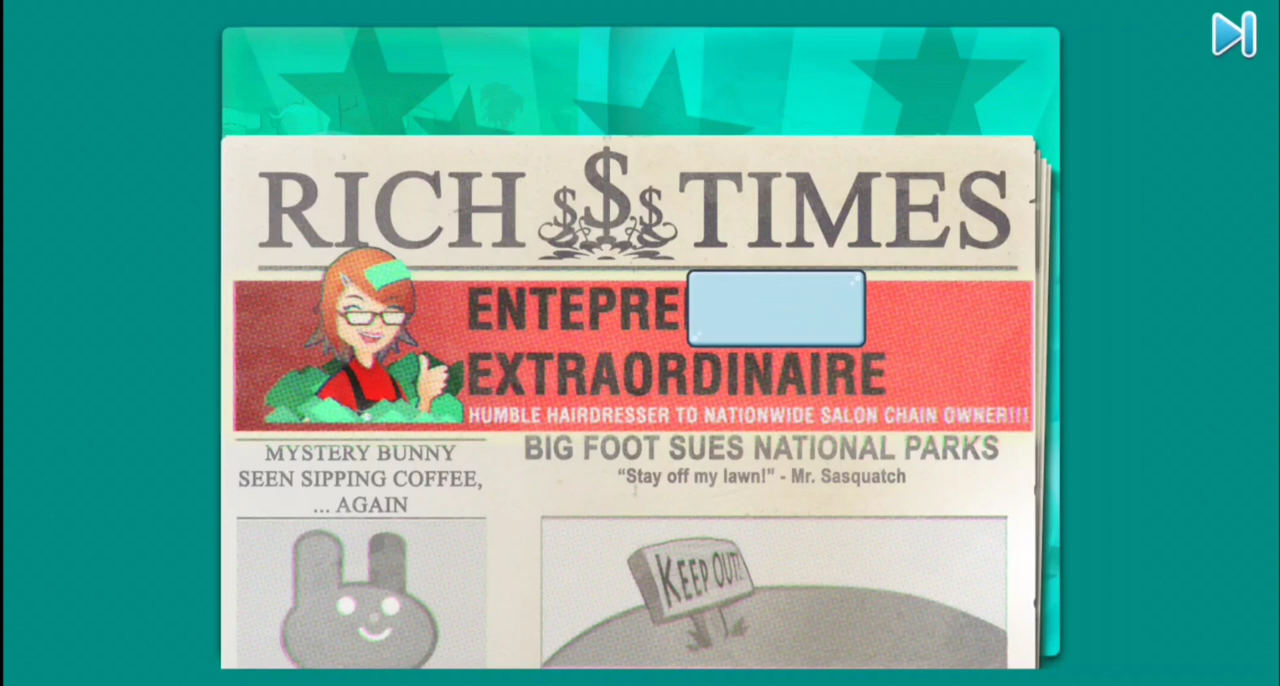 RICH $$$ TIMES
ENTEPRE
EXTRAORDINAIRE
HUMBLE HAIRDRESSER TO NATIONWIDE SALON CHAIN OWNER!!!
MYSTERY BUNNY
SEEN SIPPING COFFEE,
... AGAIN
BIG FOOT SUES NATIONAL PARKS
“Stay off my lawn!” - Mr. Sasquatch
KEEP OUT!